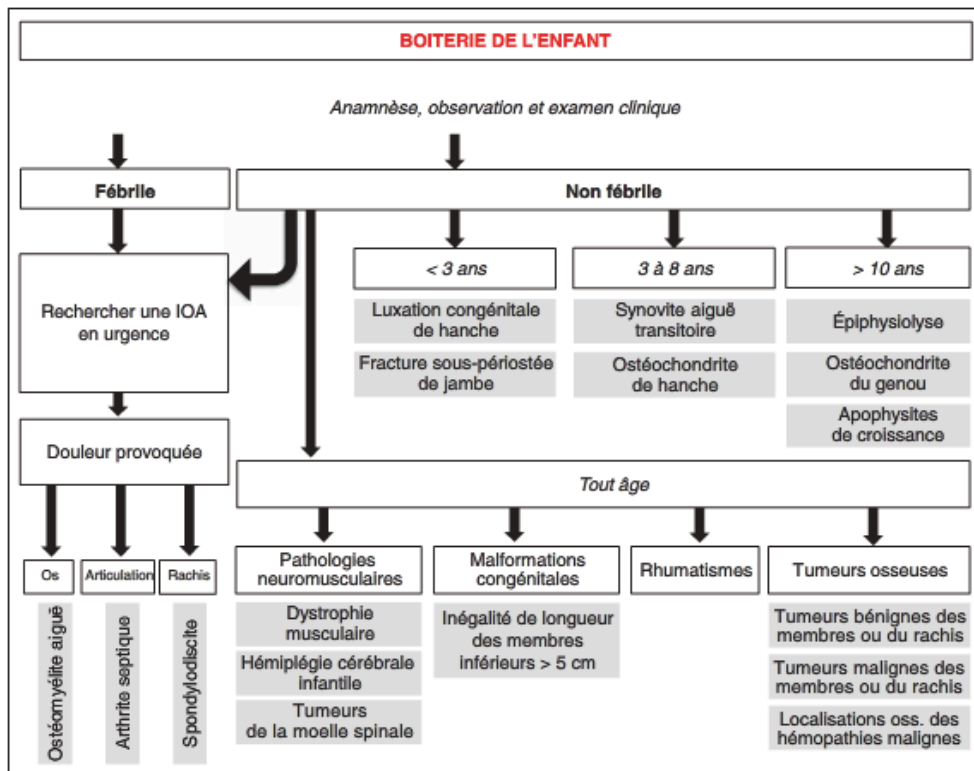 BOITERIE DE L'ENFANT
Anamnèse, observation et examen clinique
Fébrile
Non fébrile
Rechercher une IOA
en urgence
Douleur provoquée
Os
Articulation
Rachis
Ostéomyélite aiguë
Arthrite septique
Spondylodiscite
< 3 ans
Luxation congénitale
de hanche
Fracture sous-périostée
de jambe
3 à 8 ans
Synovite aiguë
transitoire
Ostéochondrite
de hanche
> 10 ans
Épiphysiolyse
Ostéochondrite
du genou
Apophysites
de croissance
Tout âge
Pathologies
neuromusculaires
Dystrophie
musculaire
Hémiplégie cérébrale
infantile
Tumeurs
de la moelle spinale
Malformations
congénitales
Inégalité de longueur
des membres
inférieurs > 5 cm
Rhumatismes
Tumeurs osseuses
Tumeurs bénignes des
membres ou du rachis
Tumeurs malignes des
membres ou du rachis
Localisations oss. des
hémopathies malignes